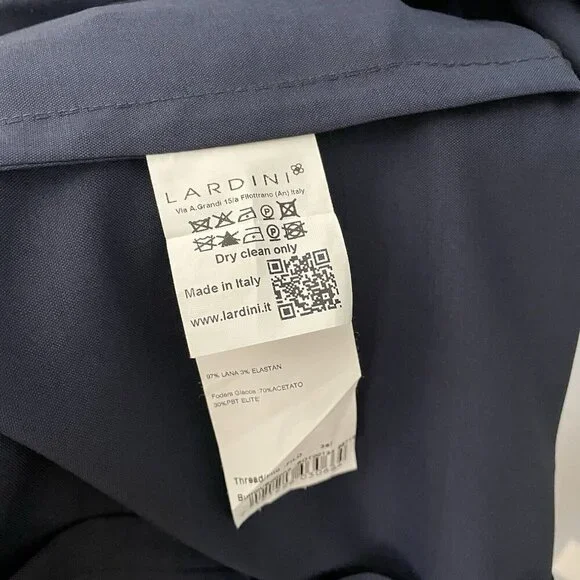 LARDINI
Via A.Grandi 15/a Filottrano (An) Italy
Dry clean only
Made in Italy
www.lardini.it
97% LANA 3% ELASTAN
Fodera Giacca: 70%ACETATO
30%PBT ELITE'